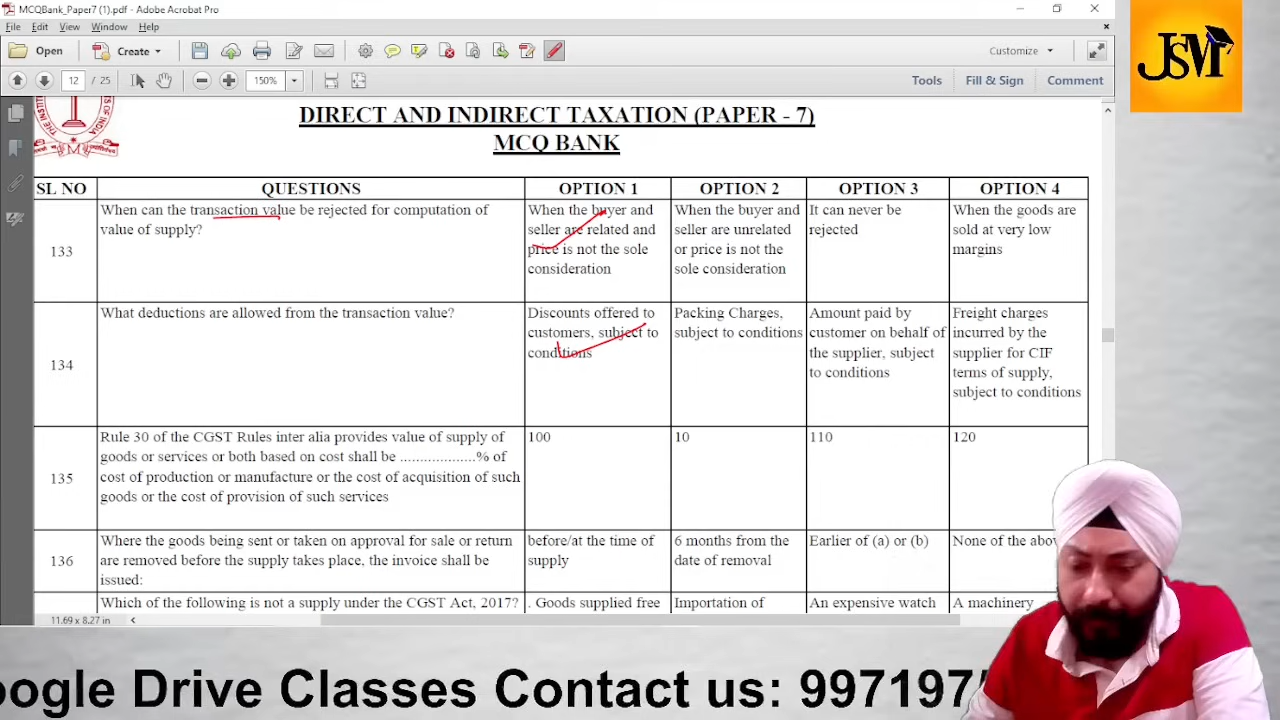 MCQBank_Paper7 (1).pdf - Adobe Acrobat Pro
File Edit View Window Help
Open Create Customize
12 / 25 150% Tools Fill & Sign Comment
JSM
DIRECT AND INDIRECT TAXATION (PAPER - 7)
MCQ BANK
SL NO QUESTIONS OPTION 1 OPTION 2 OPTION 3 OPTION 4
133
When can the transaction value be rejected for computation of
value of supply?
When the buyer and
seller are related and
price is not the sole
consideration
When the buyer and
seller are unrelated
or price is not the
sole consideration
It can never be
rejected
When the goods are
sold at very low
margins
134
What deductions are allowed from the transaction value?
Discounts offered to
customers, subject to
conditions
Packing Charges,
subject to conditions
Amount paid by
customer on behalf of
the supplier, subject
to conditions
Freight charges
incurred by the
supplier for CIF
terms of supply,
subject to conditions
135
Rule 30 of the CGST Rules inter alia provides value of supply of
goods or services or both based on cost shall be ...................% of
cost of production or manufacture or the cost of acquisition of such
goods or the cost of provision of such services
100
10
110
120
136
Where the goods being sent or taken on approval for sale or return
are removed before the supply takes place, the invoice shall be
issued:
before/at the time of
supply
6 months from the
date of removal
Earlier of (a) or (b)
None of the
Which of the following is not a supply under the CGST Act, 2017?
. Goods supplied free
Importation of
An expensive watch
A machinery
11.69 x 8.27 in
oogle Drive Classes Contact us: 997197